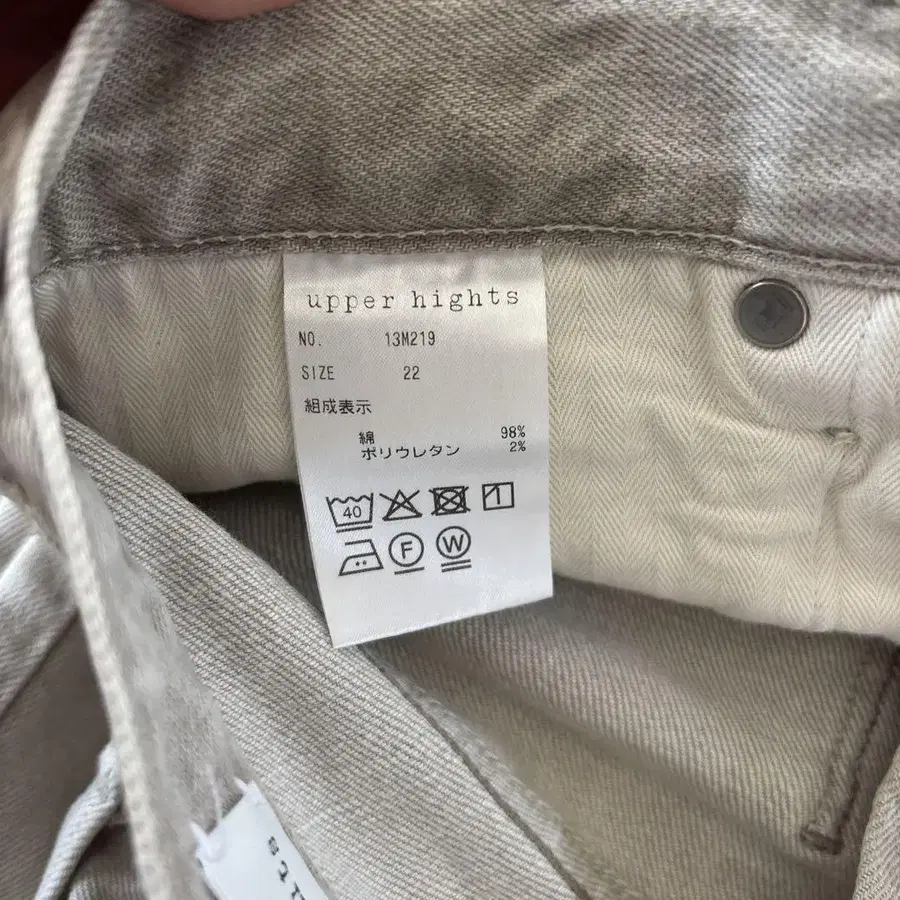 upper hights
NO. 13M219
SIZE 22
組成表示
綿 98%
ポリウレタン 2%
40
F W